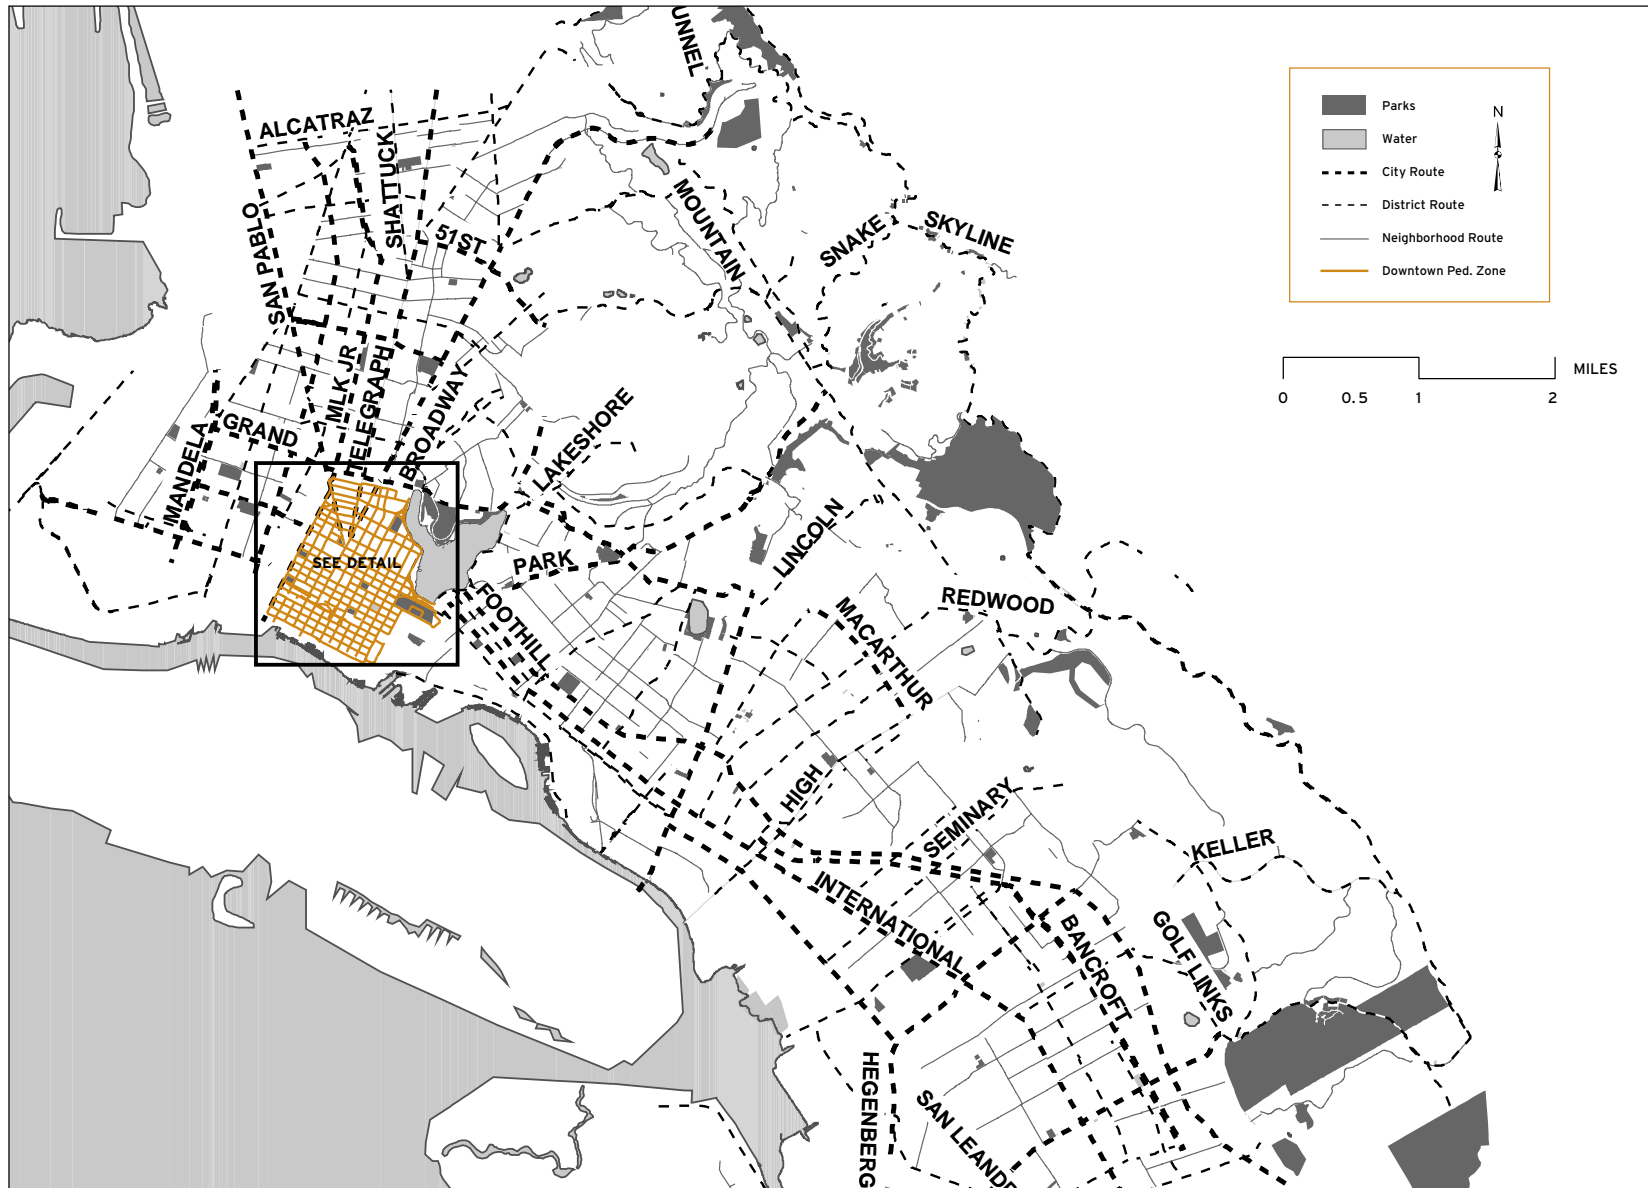 UNNEL
ALCATRAZ
SHATTUCK
SAN PABLO
51ST
MOUNTAIN
SNAKE
SKYLINE
Parks
Water
City Route
District Route
Neighborhood Route
Downtown Ped. Zone
N
MILES
0
0.5
1
2
MLK JR
TELEGRAPH
BROADWAY
GRAND
MANDELA
LAKESHORE
SEE DETAIL
PARK
FOOTHILL
LINCOLN
MACARTHUR
REDWOOD
HIGH
SEMINARY
KELLER
INTERNATIONAL
BANCROFT
GOLF LINKS
HEGENBERG
SAN LEANDR